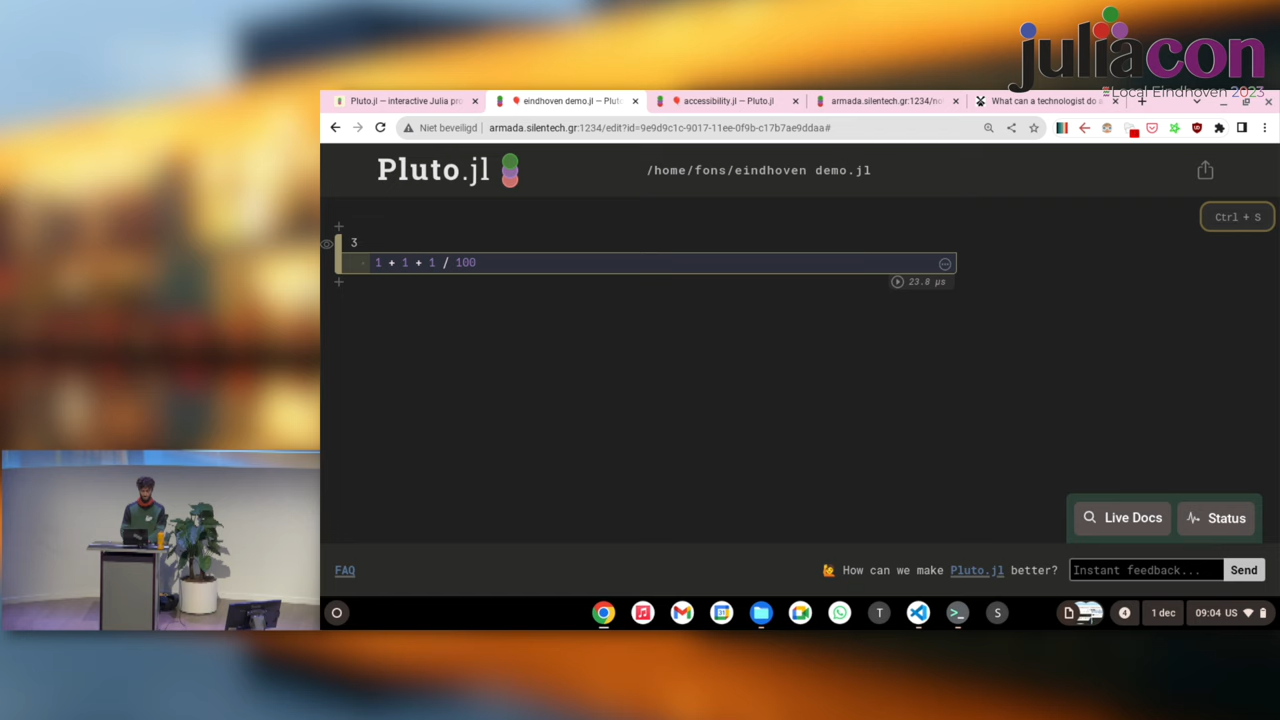 juliacon
Local Eindhoven 2023
Pluto.jl — interactive Julia pro
eindhoven demo.jl — Pluto
accessibility.jl — Pluto.jl
armada.silentech.gr:1234/no
What can a technologist do a
Niet beveiligd
armada.silentech.gr:1234/edit?id=9e9d9c1c-9017-11ee-0f9b-c17b7ae9ddaa#
Pluto.jl
/home/fons/eindhoven demo.jl
Ctrl + S
3
1 + 1 + 1 / 100
23.8 μs
Live Docs
Status
FAQ
How can we make Pluto.jl better?
Instant feedback...
Send
T
S
4
1 dec
09:04 US